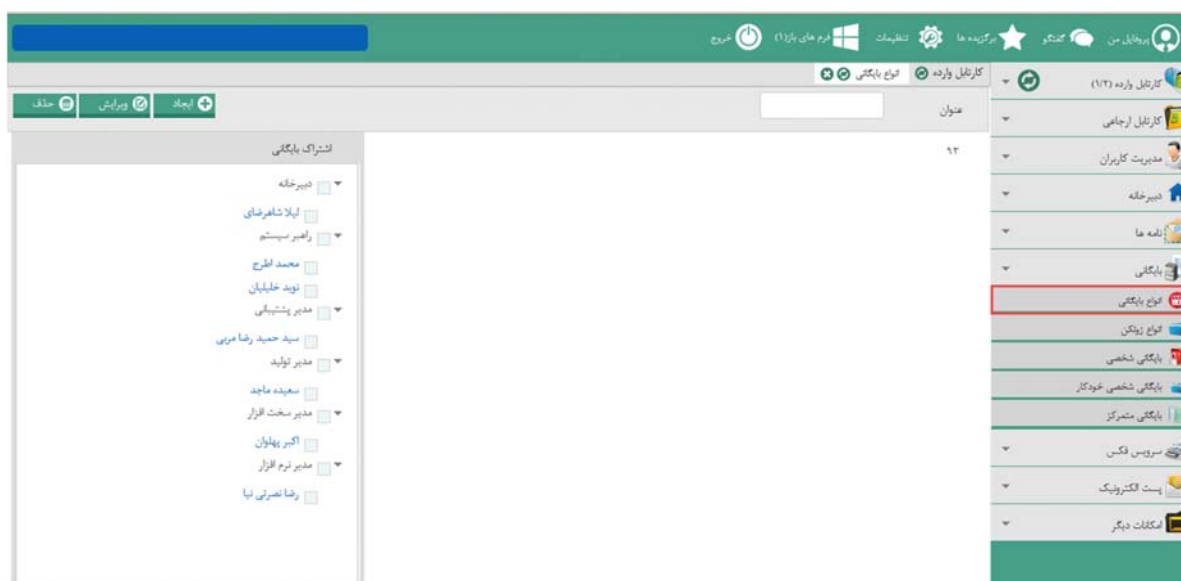 پروفایل من گفتگو برگزیده ها تنظیمات فرم های باز(۱) خروج
کارتابل وارده (۱/۲)
کارتابل ارجاعی
مدیریت کاربران
دبیرخانه
نامه ها
بایگانی
انواع بایگانی
انواع زونکن
بایگانی شخصی
بایگانی شخصی خودکار
بایگانی متمرکز
سرویس فکس
پست الکترونیک
امکانات دیگر
کارتابل وارده انواع بایگانی
عنوان
ایجاد ویرایش حذف
۹۳
اشتراک بایگانی
دبیرخانه
لیلا شاهرضای
راهبر سیستم
محمد اطرح
نوید خلیلیان
مدیر پشتیبانی
سید حمید رضا مربی
مدیر تولید
سعیده ماجد
مدیر سخت افزار
اکبر پهلوان
مدیر نرم افزار
رضا نصرتی نیا